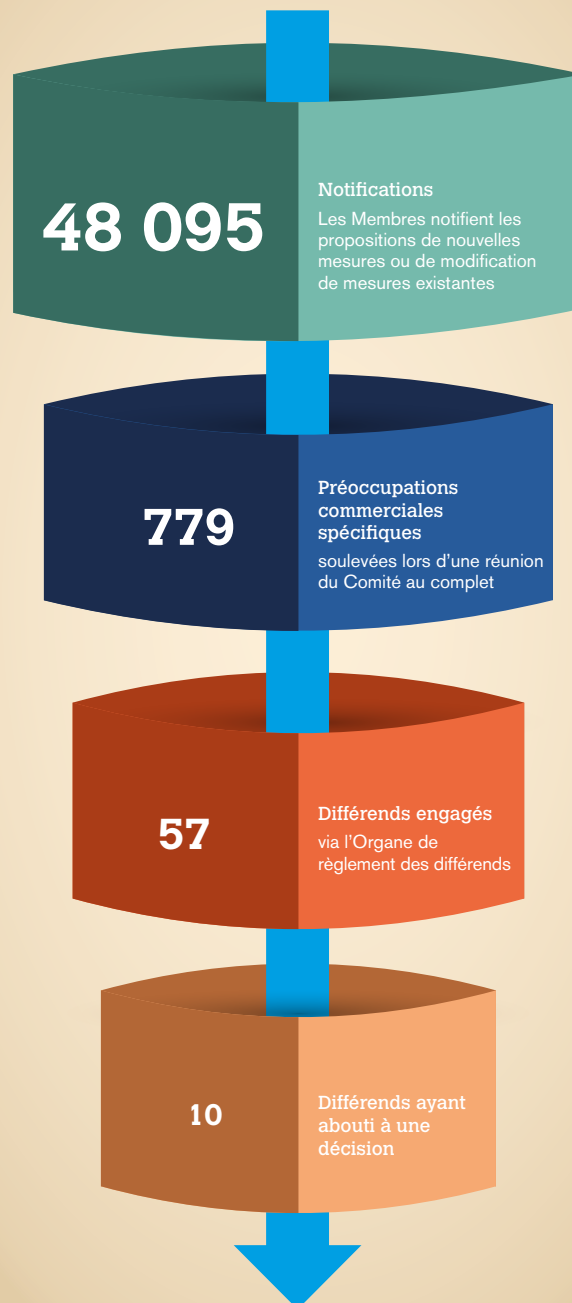 48 095
Notifications
Les Membres notifient les
propositions de nouvelles
mesures ou de modification
de mesures existantes
779
Préoccupations
commerciales
spécifiques
soulevées lors d’une réunion
du Comité au complet
57
Différends engagés
via l’Organe de
règlement des différends
10
Différends ayant
abouti à une
décision